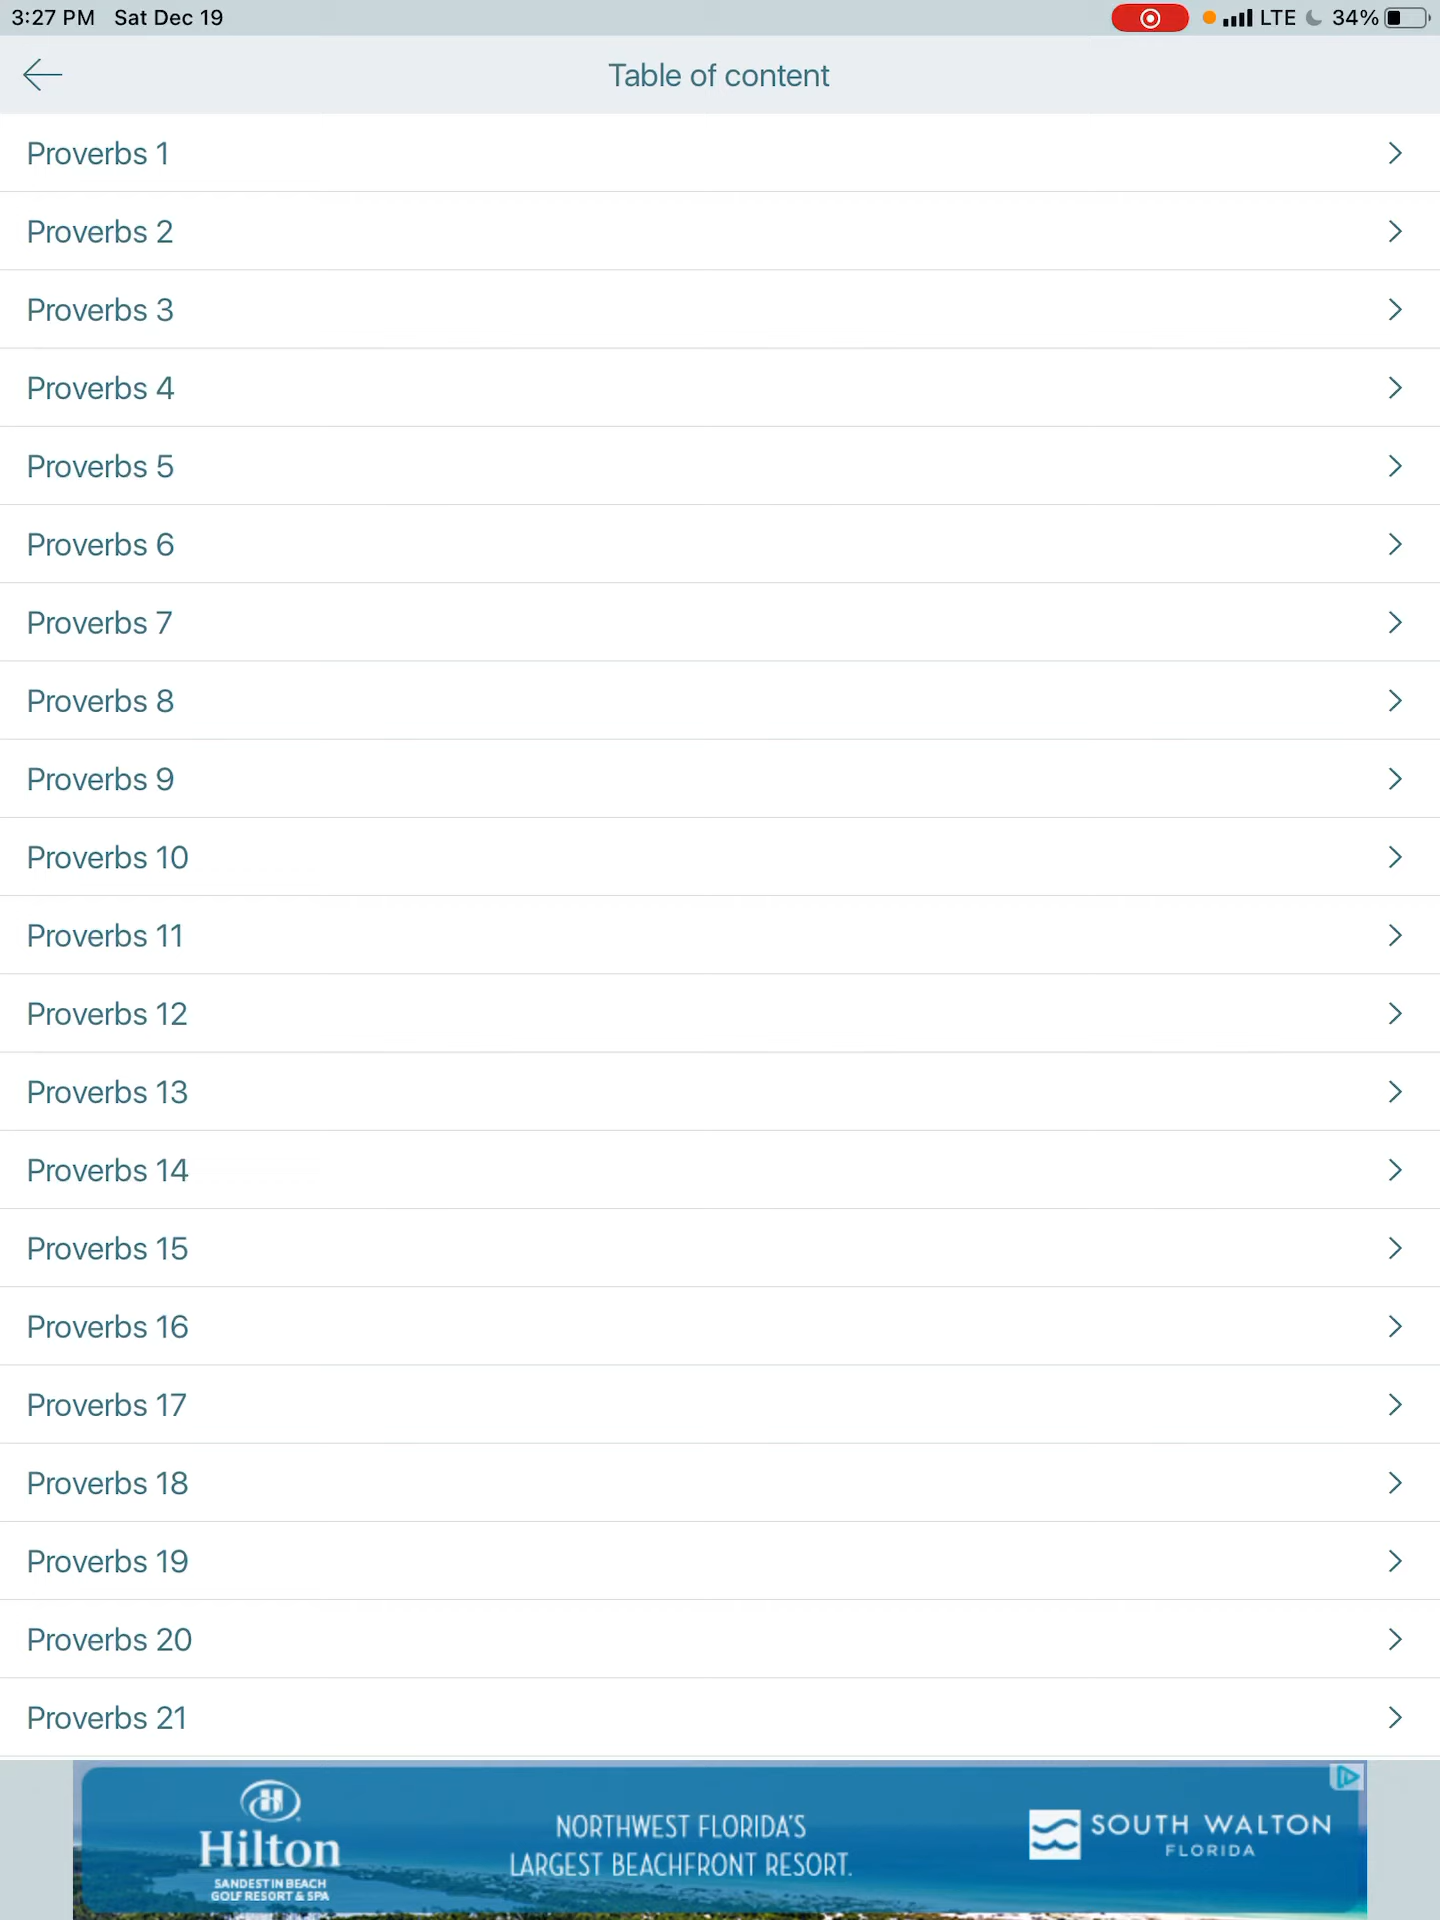 3:27 PM Sat Dec 19 LTE 34%
Table of content
Proverbs 1
Proverbs 2
Proverbs 3
Proverbs 4
Proverbs 5
Proverbs 6
Proverbs 7
Proverbs 8
Proverbs 9
Proverbs 10
Proverbs 11
Proverbs 12
Proverbs 13
Proverbs 14
Proverbs 15
Proverbs 16
Proverbs 17
Proverbs 18
Proverbs 19
Proverbs 20
Proverbs 21
H
Hilton
SANDESTIN BEACH
GOLF RESORT & SPA
NORTHWEST FLORIDA'S
LARGEST BEACHFRONT RESORT.
SOUTH WALTON
FLORIDA